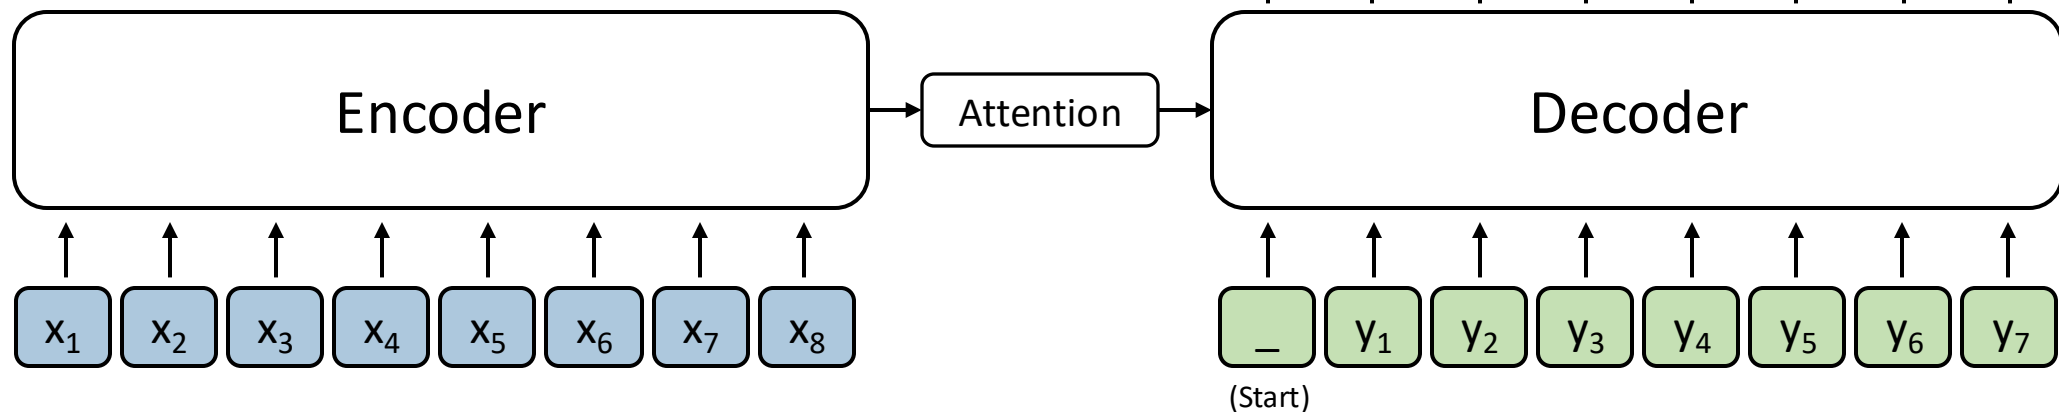 Encoder
Attention
Decoder
x₁ x₂ x₃ x₄ x₅ x₆ x₇ x₈
_ y₁ y₂ y₃ y₄ y₅ y₆ y₇
(Start)